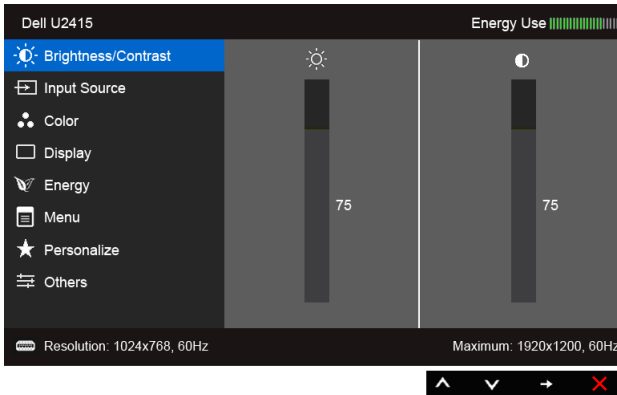 Dell U2415
Energy Use
Brightness/Contrast
Input Source
Color
Display
Energy
Menu
Personalize
Others
75
75
Resolution: 1024x768, 60Hz
Maximum: 1920x1200, 60Hz